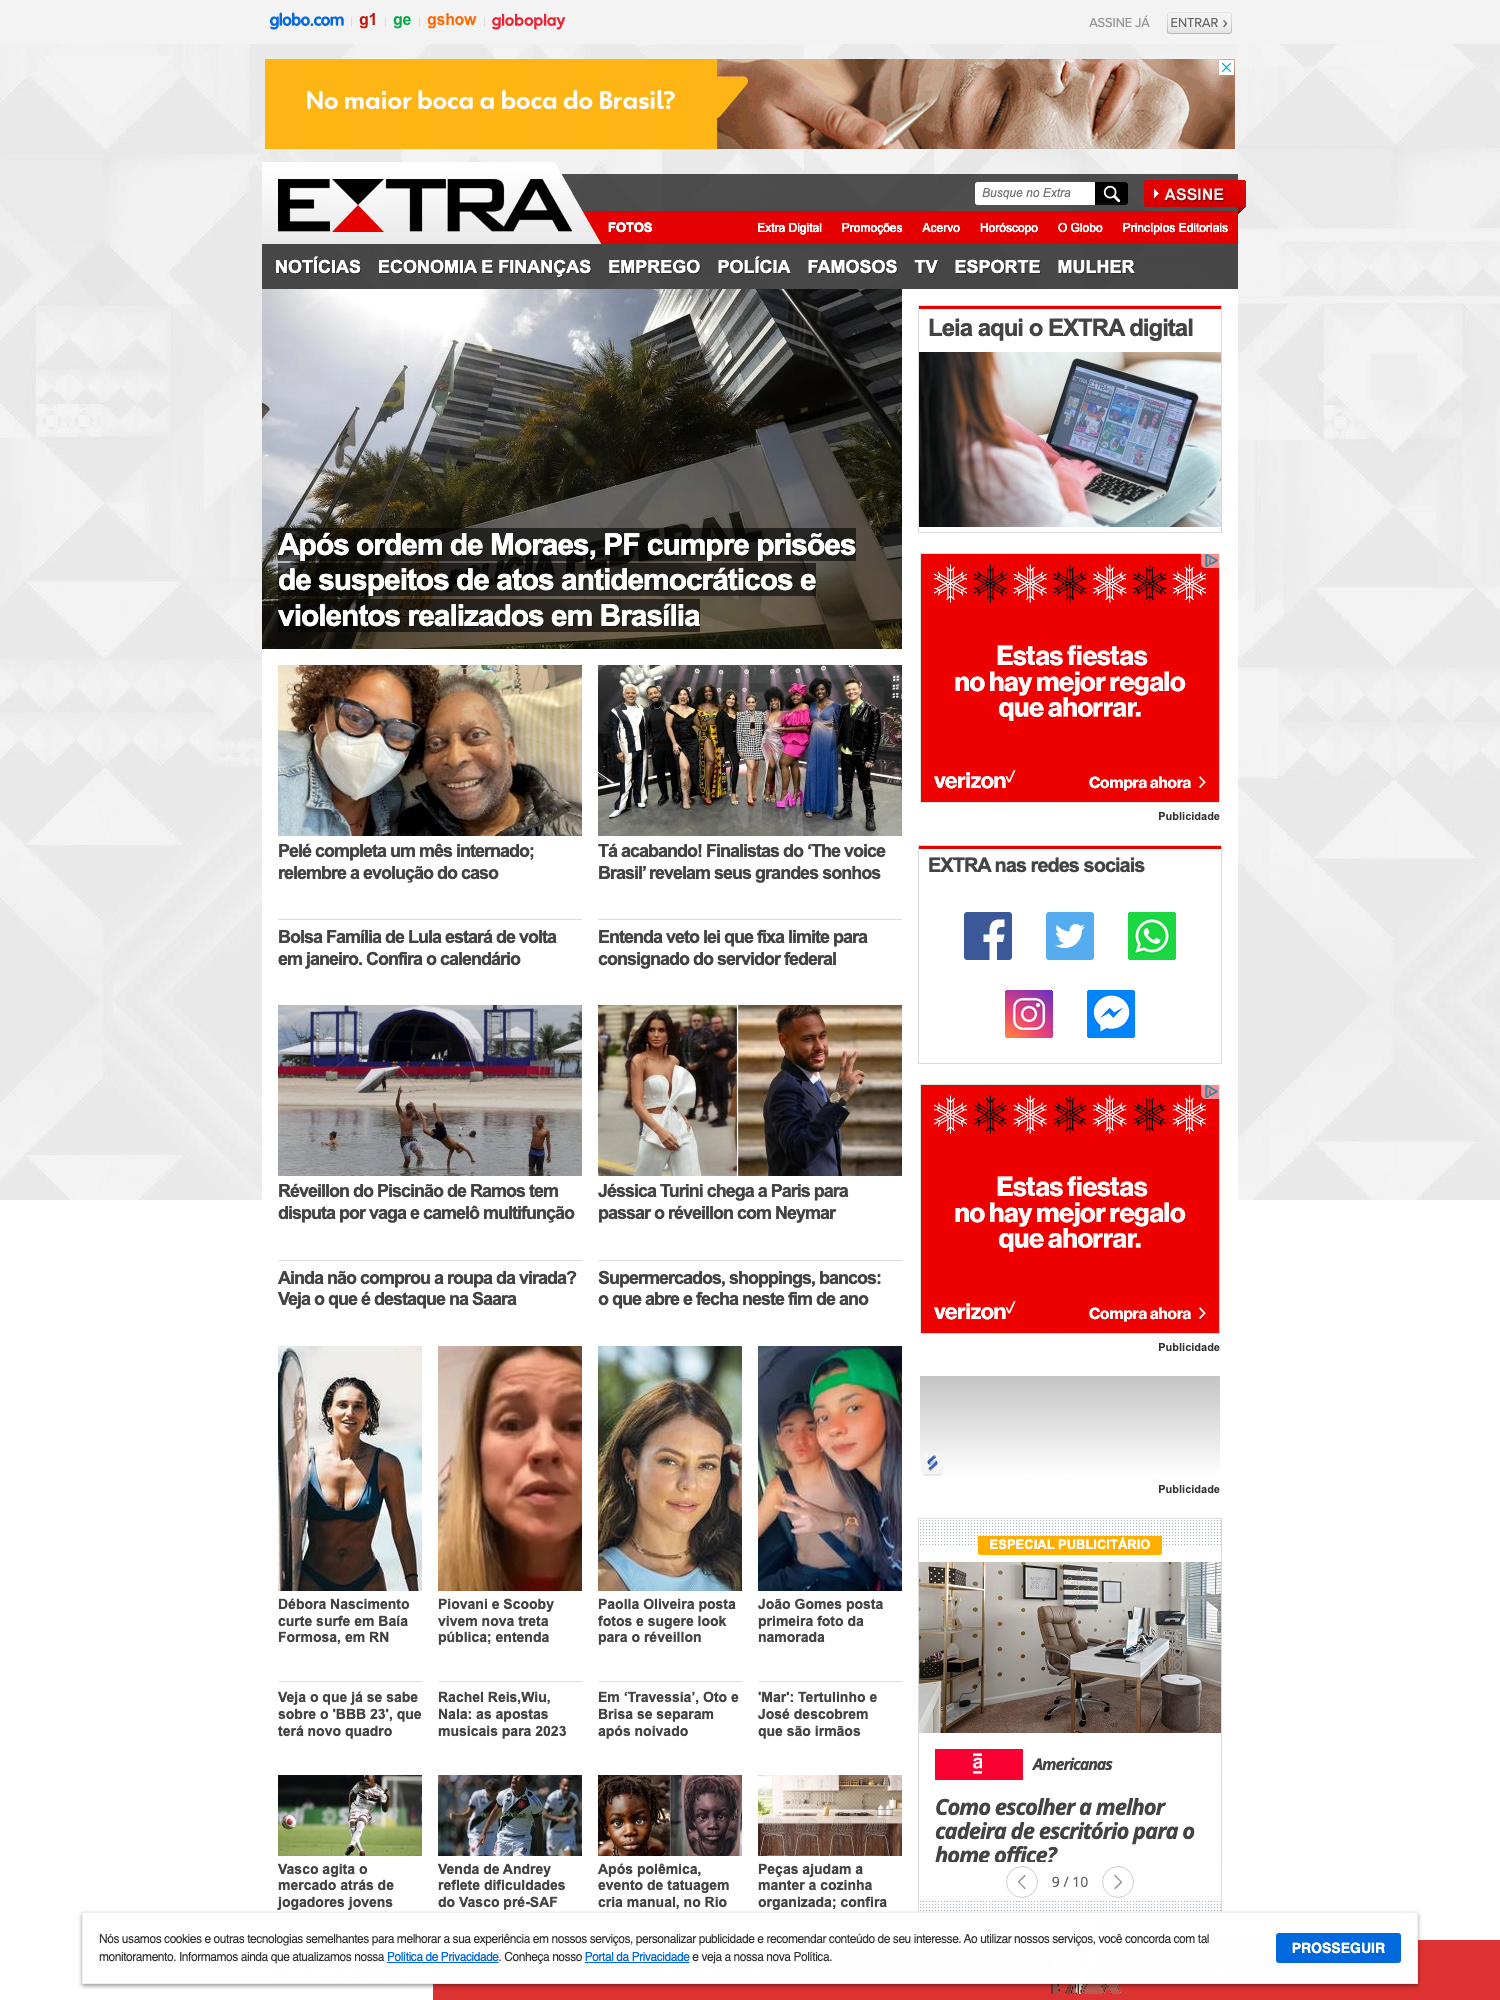 globo.com
g1
ge
gshow
globoplay
ASSINE JÁ
ENTRAR ›
No maior boca a boca do Brasil?
EXTRA
Busque no Extra
ASSINE
FOTOS
Extra Digital
Promoções
Acervo
Horóscopo
O Globo
Princípios Editoriais
NOTÍCIAS
ECONOMIA E FINANÇAS
EMPREGO
POLÍCIA
FAMOSOS
TV
ESPORTE
MULHER
Após ordem de Moraes, PF cumpre prisões
de suspeitos de atos antidemocráticos e
violentos realizados em Brasília
Leia aqui o EXTRA digital
Estas fiestas
no hay mejor regalo
que ahorrar.
verizon✓
Compra ahora >
Publicidade
Pelé completa um mês internado;
relembre a evolução do caso
Tá acabando! Finalistas do ‘The voice
Brasil’ revelam seus grandes sonhos
EXTRA nas redes sociais
Bolsa Família de Lula estará de volta
em janeiro. Confira o calendário
Entenda veto lei que fixa limite para
consignado do servidor federal
Réveillon do Piscinão de Ramos tem
disputa por vaga e camelô multifunção
Jéssica Turini chega a Paris para
passar o réveillon com Neymar
Estas fiestas
no hay mejor regalo
que ahorrar.
verizon✓
Compra ahora >
Publicidade
Ainda não comprou a roupa da virada?
Veja o que é destaque na Saara
Supermercados, shoppings, bancos:
o que abre e fecha neste fim de ano
Publicidade
Débora Nascimento
curte surfe em Baía
Formosa, em RN
Piovani e Scooby
vivem nova treta
pública; entenda
Paolla Oliveira posta
fotos e sugere look
para o réveillon
João Gomes posta
primeira foto da
namorada
ESPECIAL PUBLICITÁRIO
a
Americanas
Como escolher a melhor
cadeira de escritório para o
home office?
9 / 10
Veja o que já se sabe
sobre o 'BBB 23', que
terá novo quadro
Rachel Reis,Wiu,
Nala: as apostas
musicais para 2023
Em ‘Travessia’, Oto e
Brisa se separam
após noivado
'Mar': Tertulinho e
José descobrem
que são irmãos
Vasco agita o
mercado atrás de
jogadores jovens
Venda de Andrey
reflete dificuldades
do Vasco pré-SAF
Após polêmica,
evento de tatuagem
cria manual, no Rio
Peças ajudam a
manter a cozinha
organizada; confira
Nós usamos cookies e outras tecnologias semelhantes para melhorar a sua experiência em nossos serviços, personalizar publicidade e recomendar conteúdo de seu interesse. Ao utilizar nossos serviços, você concorda com tal
monitoramento. Informamos ainda que atualizamos nossa Política de Privacidade. Conheça nosso Portal da Privacidade e veja a nossa nova Política.
PROSSEGUIR